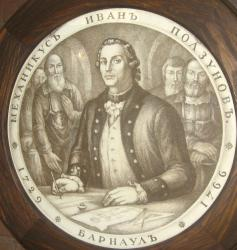 МЕХАНИКУСЪ ИВАНЪ ПОЛЗУНОВЪ.
1729 БАРНАУЛЪ 1766